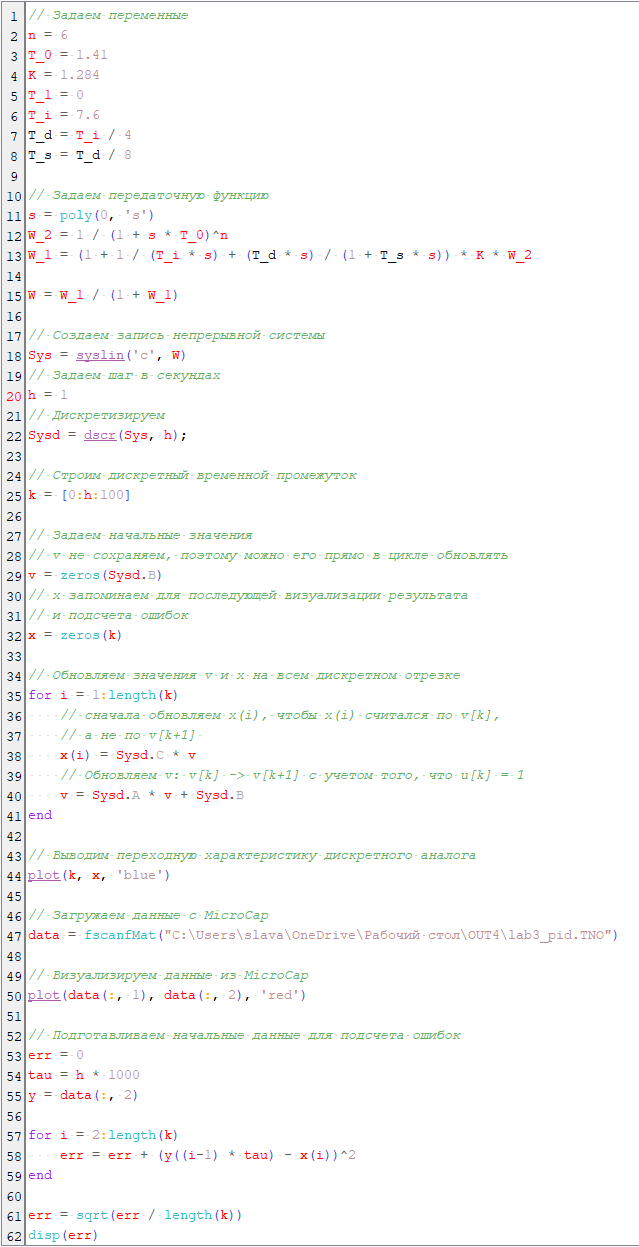 1 // Задаем переменные
2 n = 6
3 T_0 = 1.41
4 K = 1.284
5 T_1 = 0
6 T_i = 7.6
7 T_d = T_i / 4
8 T_s = T_d / 8
9
10 // Задаем передаточную функцию
11 s = poly(0, 's')
12 W_2 = 1 / (1 + s * T_0)^n
13 W_1 = (1 + 1 / (T_i * s) + (T_d * s) / (1 + T_s * s)) * K * W_2
14
15 W = W_1 / (1 + W_1)
16
17 // Создаем запись непрерывной системы
18 Sys = syslin('c', W)
19 // Задаем шаг в секундах
20 h = 1
21 // Дискретизируем
22 Sysd = dscr(Sys, h);
23
24 // Строим дискретный временной промежуток
25 k = [0:h:100]
26
27 // Задаем начальные значения
28 // v не сохраняем, поэтому можно его прямо в цикле обновлять
29 v = zeros(Sysd.B)
30 // x запоминаем для последующей визуализации результата
31 // и подсчета ошибок
32 x = zeros(k)
33
34 // Обновляем значения v и x на всем дискретном отрезке
35 for i = 1:length(k)
36     // сначала обновляем x(i), чтобы x(i) считался по v[k],
37     // а не по v[k+1]
38     x(i) = Sysd.C * v
39     // Обновляем v: v[k] -> v[k+1] с учетом того, что u[k] = 1
40     v = Sysd.A * v + Sysd.B
41 end
42
43 // Выводим переходную характеристику дискретного аналога
44 plot(k, x, 'blue')
45
46 // Загружаем данные с MicroCap
47 data = fscanfMat("C:\Users\slava\OneDrive\Рабочий стол\OUT4\lab3_pid.TNO")
48
49 // Визуализируем данные из MicroCap
50 plot(data(:, 1), data(:, 2), 'red')
51
52 // Подготавливаем начальные данные для подсчета ошибок
53 err = 0
54 tau = h * 1000
55 y = data(:, 2)
56
57 for i = 2:length(k)
58     err = err + (y((i-1) * tau) - x(i))^2
59 end
60
61 err = sqrt(err / length(k))
62 disp(err)